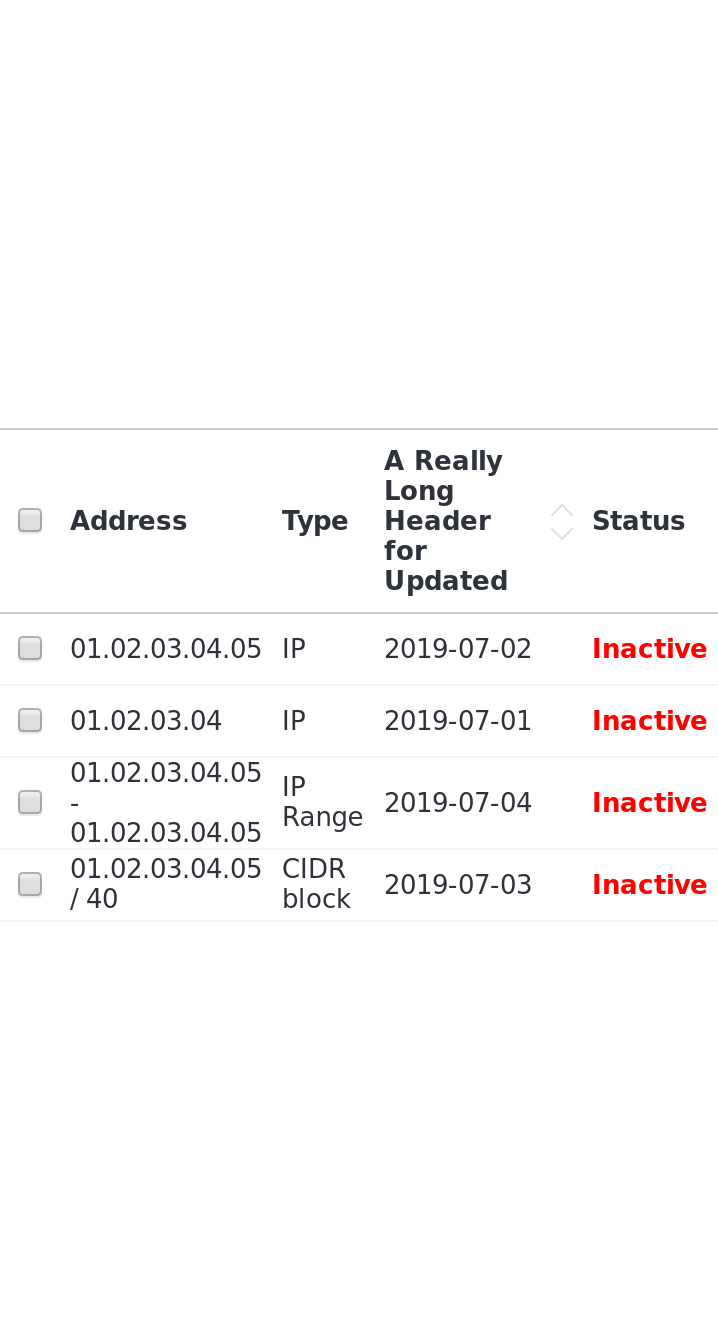 Address Type A Really Long Header for Updated Status
01.02.03.04.05 IP 2019-07-02 Inactive
01.02.03.04 IP 2019-07-01 Inactive
01.02.03.04.05 - 01.02.03.04.05 IP Range 2019-07-04 Inactive
01.02.03.04.05 / 40 CIDR block 2019-07-03 Inactive